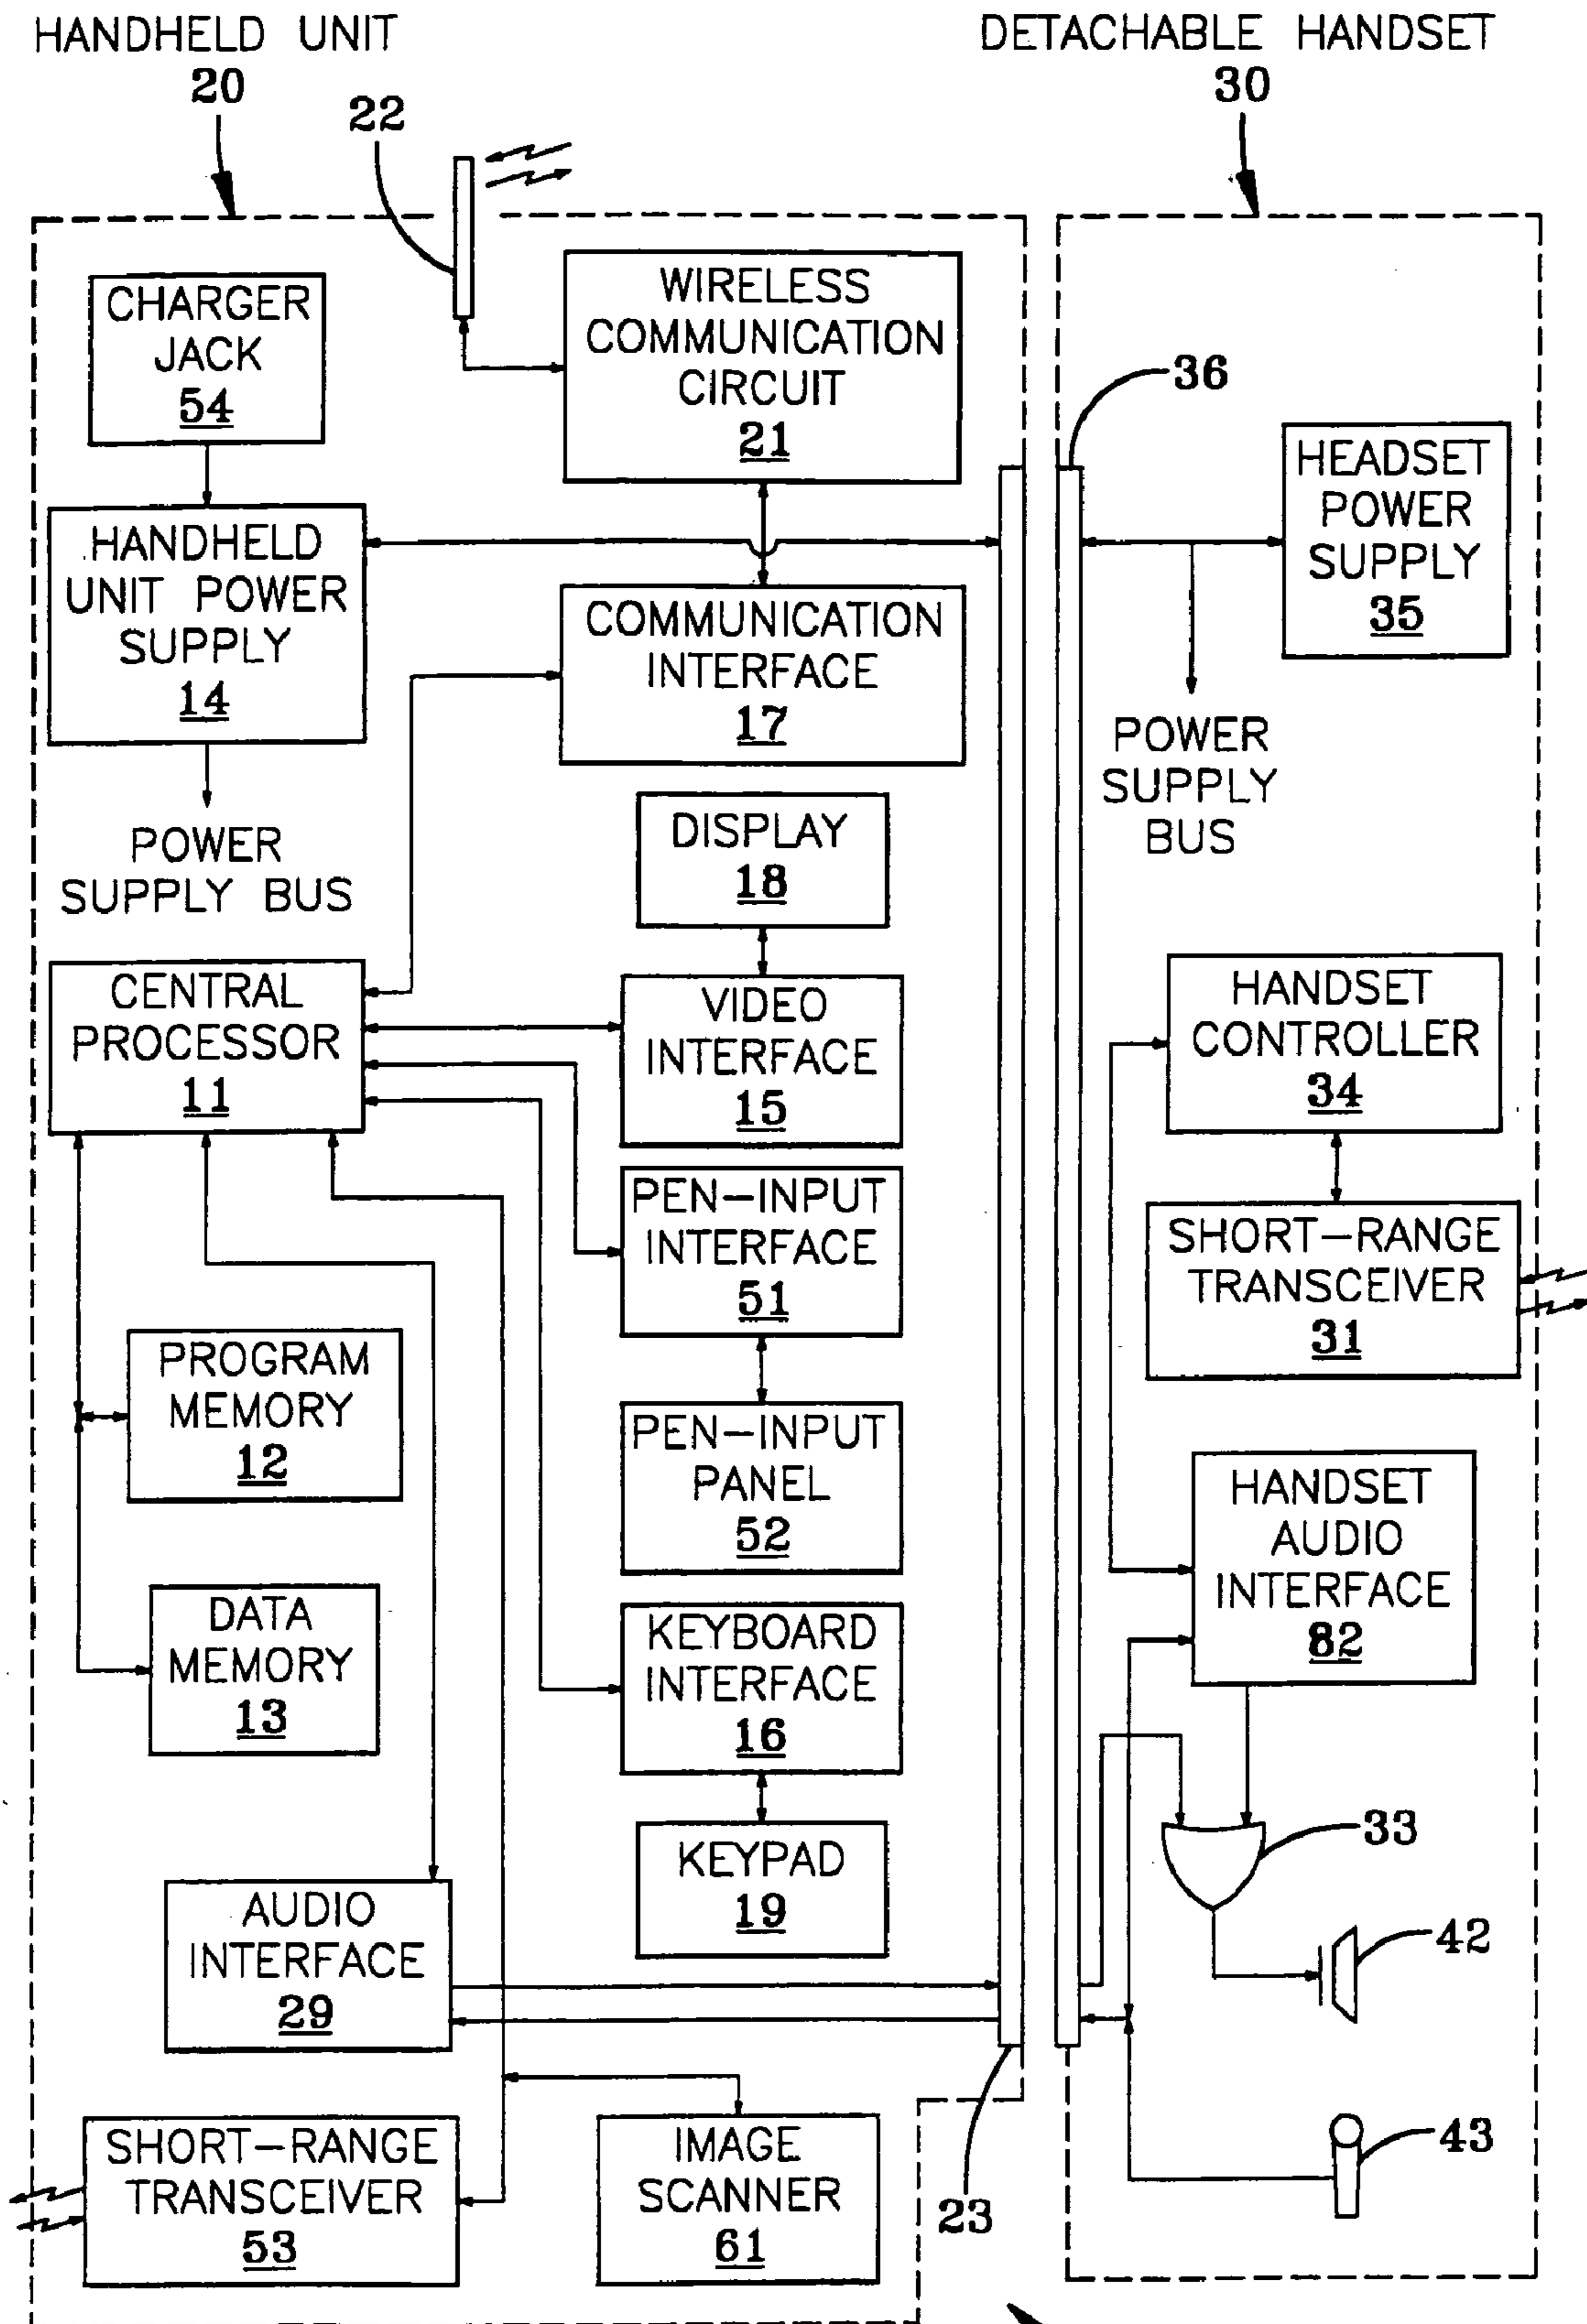 HANDHELD UNIT
20
DETACHABLE HANDSET
30
22
CHARGER
JACK
54
WIRELESS
COMMUNICATION
CIRCUIT
21
36
HANDHELD
UNIT POWER
SUPPLY
14
HEADSET
POWER
SUPPLY
35
COMMUNICATION
INTERFACE
17
POWER
SUPPLY
BUS
POWER
SUPPLY BUS
DISPLAY
18
CENTRAL
PROCESSOR
11
VIDEO
INTERFACE
15
HANDSET
CONTROLLER
34
PEN-INPUT
INTERFACE
51
SHORT-RANGE
TRANSCEIVER
31
PROGRAM
MEMORY
12
PEN-INPUT
PANEL
52
HANDSET
AUDIO
INTERFACE
82
DATA
MEMORY
13
KEYBOARD
INTERFACE
16
33
KEYPAD
19
AUDIO
INTERFACE
29
42
SHORT-RANGE
TRANSCEIVER
53
IMAGE
SCANNER
61
23
43